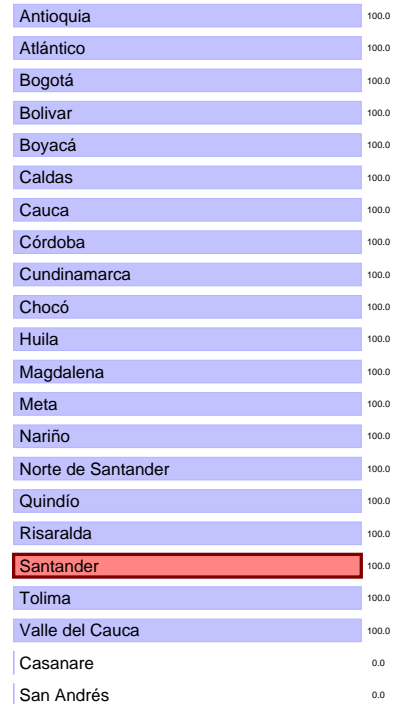 Antioquia 100.0
Atlántico 100.0
Bogotá 100.0
Bolivar 100.0
Boyacá 100.0
Caldas 100.0
Cauca 100.0
Córdoba 100.0
Cundinamarca 100.0
Chocó 100.0
Huila 100.0
Magdalena 100.0
Meta 100.0
Nariño 100.0
Norte de Santander 100.0
Quindío 100.0
Risaralda 100.0
Santander 100.0
Tolima 100.0
Valle del Cauca 100.0
Casanare 0.0
San Andrés 0.0